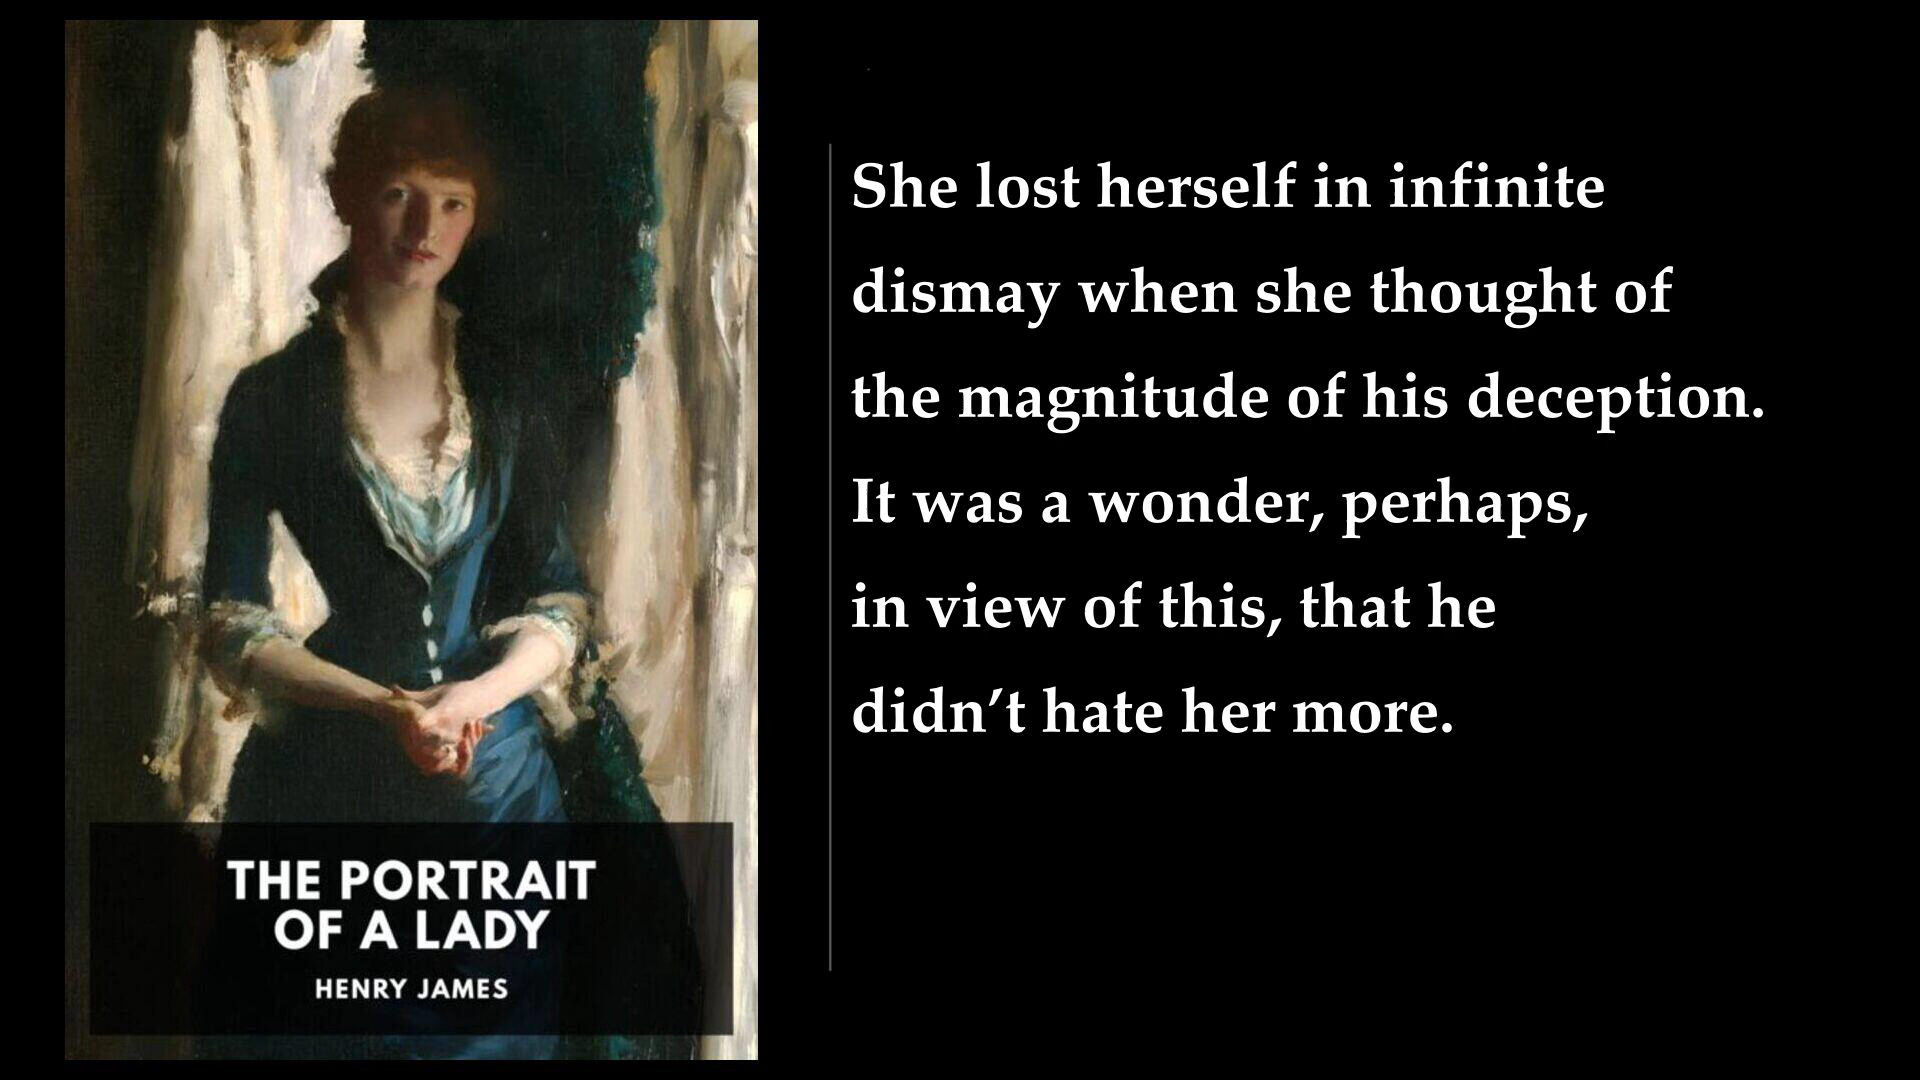 She lost herself in infinite
dismay when she thought of
the magnitude of his deception.
It was a wonder, perhaps,
in view of this, that he
didn’t hate her more.
THE PORTRAIT
OF A LADY
HENRY JAMES